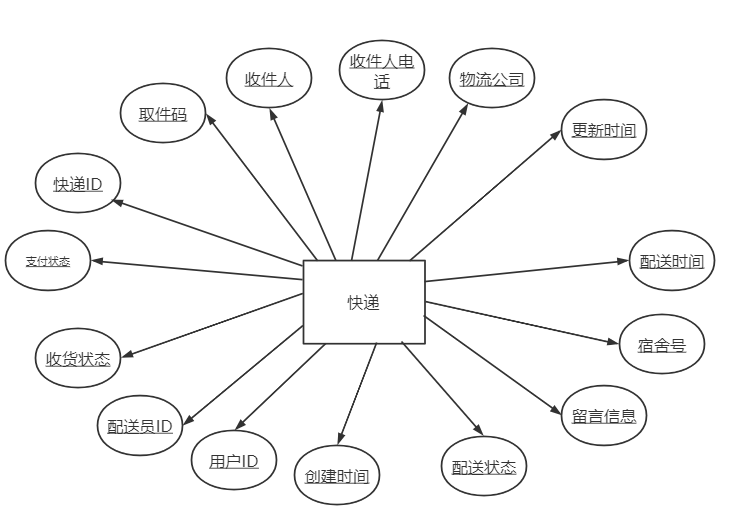 收件人电
话
收件人
物流公司
取件码
更新时间
快递ID
支付状态
配送时间
快递
宿舍号
收货状态
留言信息
配送员ID
用户ID
配送状态
创建时间